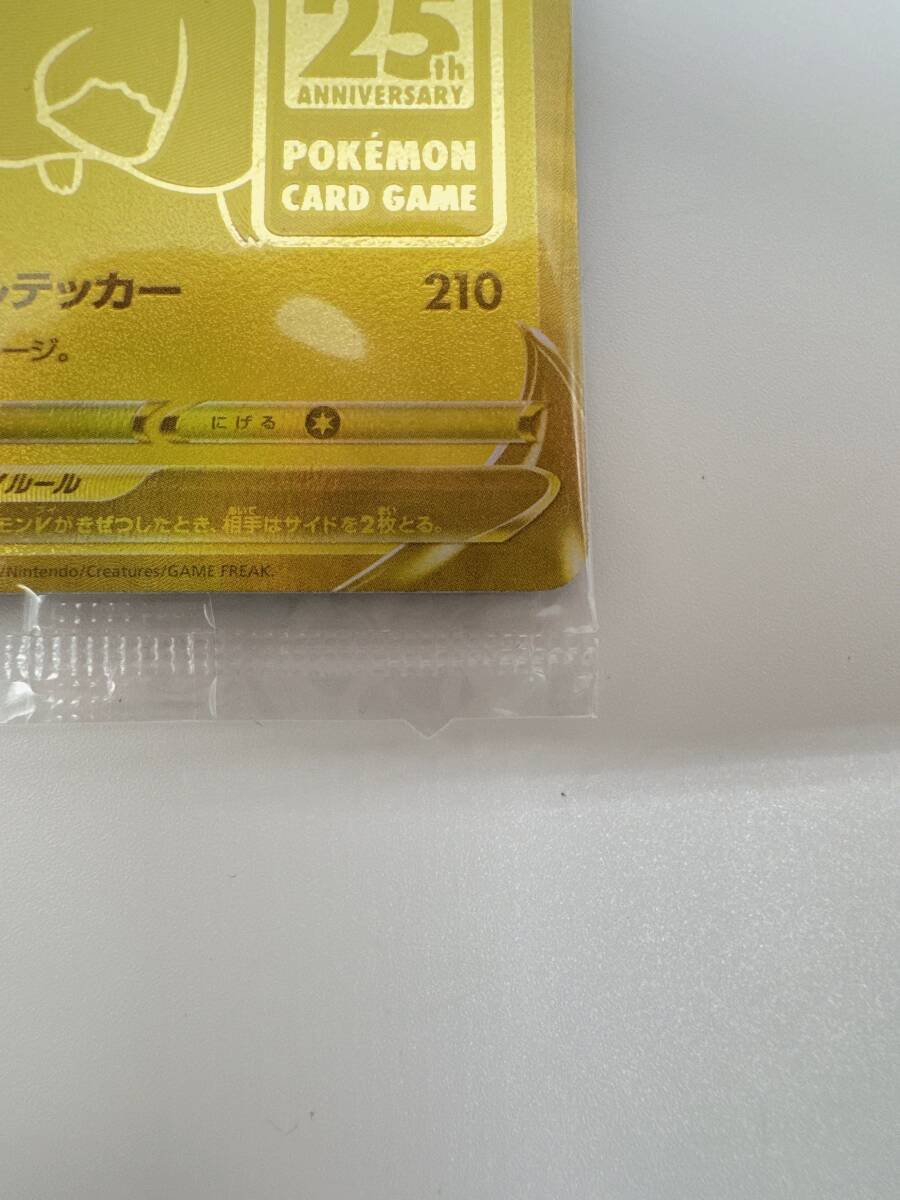 25th
ANNIVERSARY
POKÉMON
CARD GAME
ルテッカー 210
ージ。
にげる
ルール
モンVがきぜつしたとき、相手はサイドを2枚とる。
/Nintendo/Creatures/GAME FREAK.